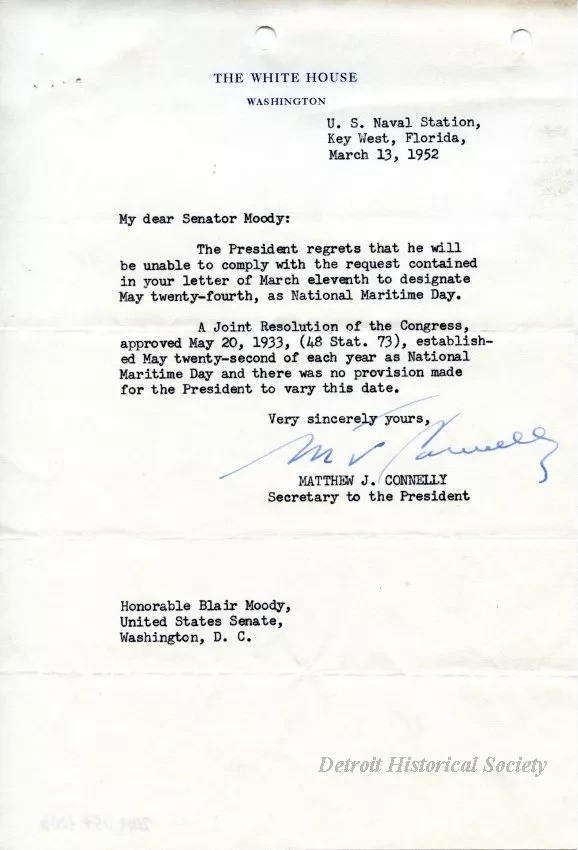 THE WHITE HOUSE
WASHINGTON
U. S. Naval Station,
Key West, Florida,
March 13, 1952
My dear Senator Moody:
The President regrets that he will
be unable to comply with the request contained
in your letter of March eleventh to designate
May twenty-fourth, as National Maritime Day.
A Joint Resolution of the Congress,
approved May 20, 1933, (48 Stat. 73), establish-
ed May twenty-second of each year as National
Maritime Day and there was no provision made
for the President to vary this date.
Very sincerely yours,
M J Connelly
MATTHEW J. CONNELLY
Secretary to the President
Honorable Blair Moody,
United States Senate,
Washington, D. C.
Detroit Historical Society